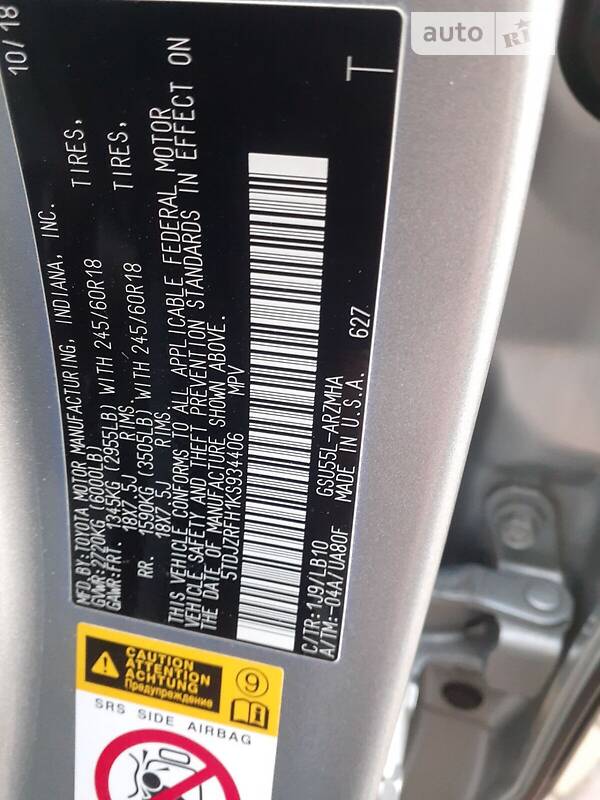 auto RIA
10/18
MFD. BY: TOYOTA MOTOR MANUFACTURING, INDIANA, INC.
GVWR: 2720KG (6000LB)
GAWR: FRT. 1345KG (2955LB) WITH 245/60R18 TIRES,
18X7.5J RIMS
RR. 1590KG (3505LB) WITH 245/60R18 TIRES,
18X7.5J RIMS,
THIS VEHICLE CONFORMS TO ALL APPLICABLE FEDERAL MOTOR
VEHICLE SAFETY AND THEFT PREVENTION STANDARDS IN EFFECT ON
THE DATE OF MANUFACTURE SHOWN ABOVE.
5TDJZRFH1KS934406 MPV
T
C/TR: 1J9/LB10 GSU55L-ARZMHA
A/TM: -04A/UA80F MADE IN U.S.A. 627
CAUTION
ATTENTION
ACHTUNG
Предупреждение
9
SRS SIDE AIRBAG